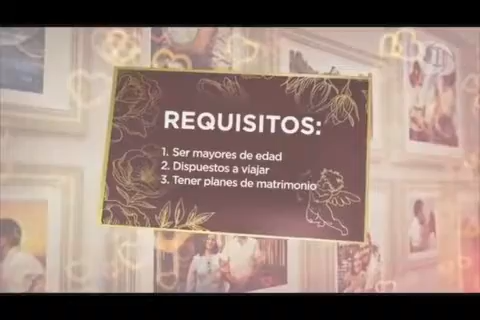 REQUISITOS:
1. Ser mayores de edad
2. Dispuestos a viajar
3. Tener planes de matrimonio